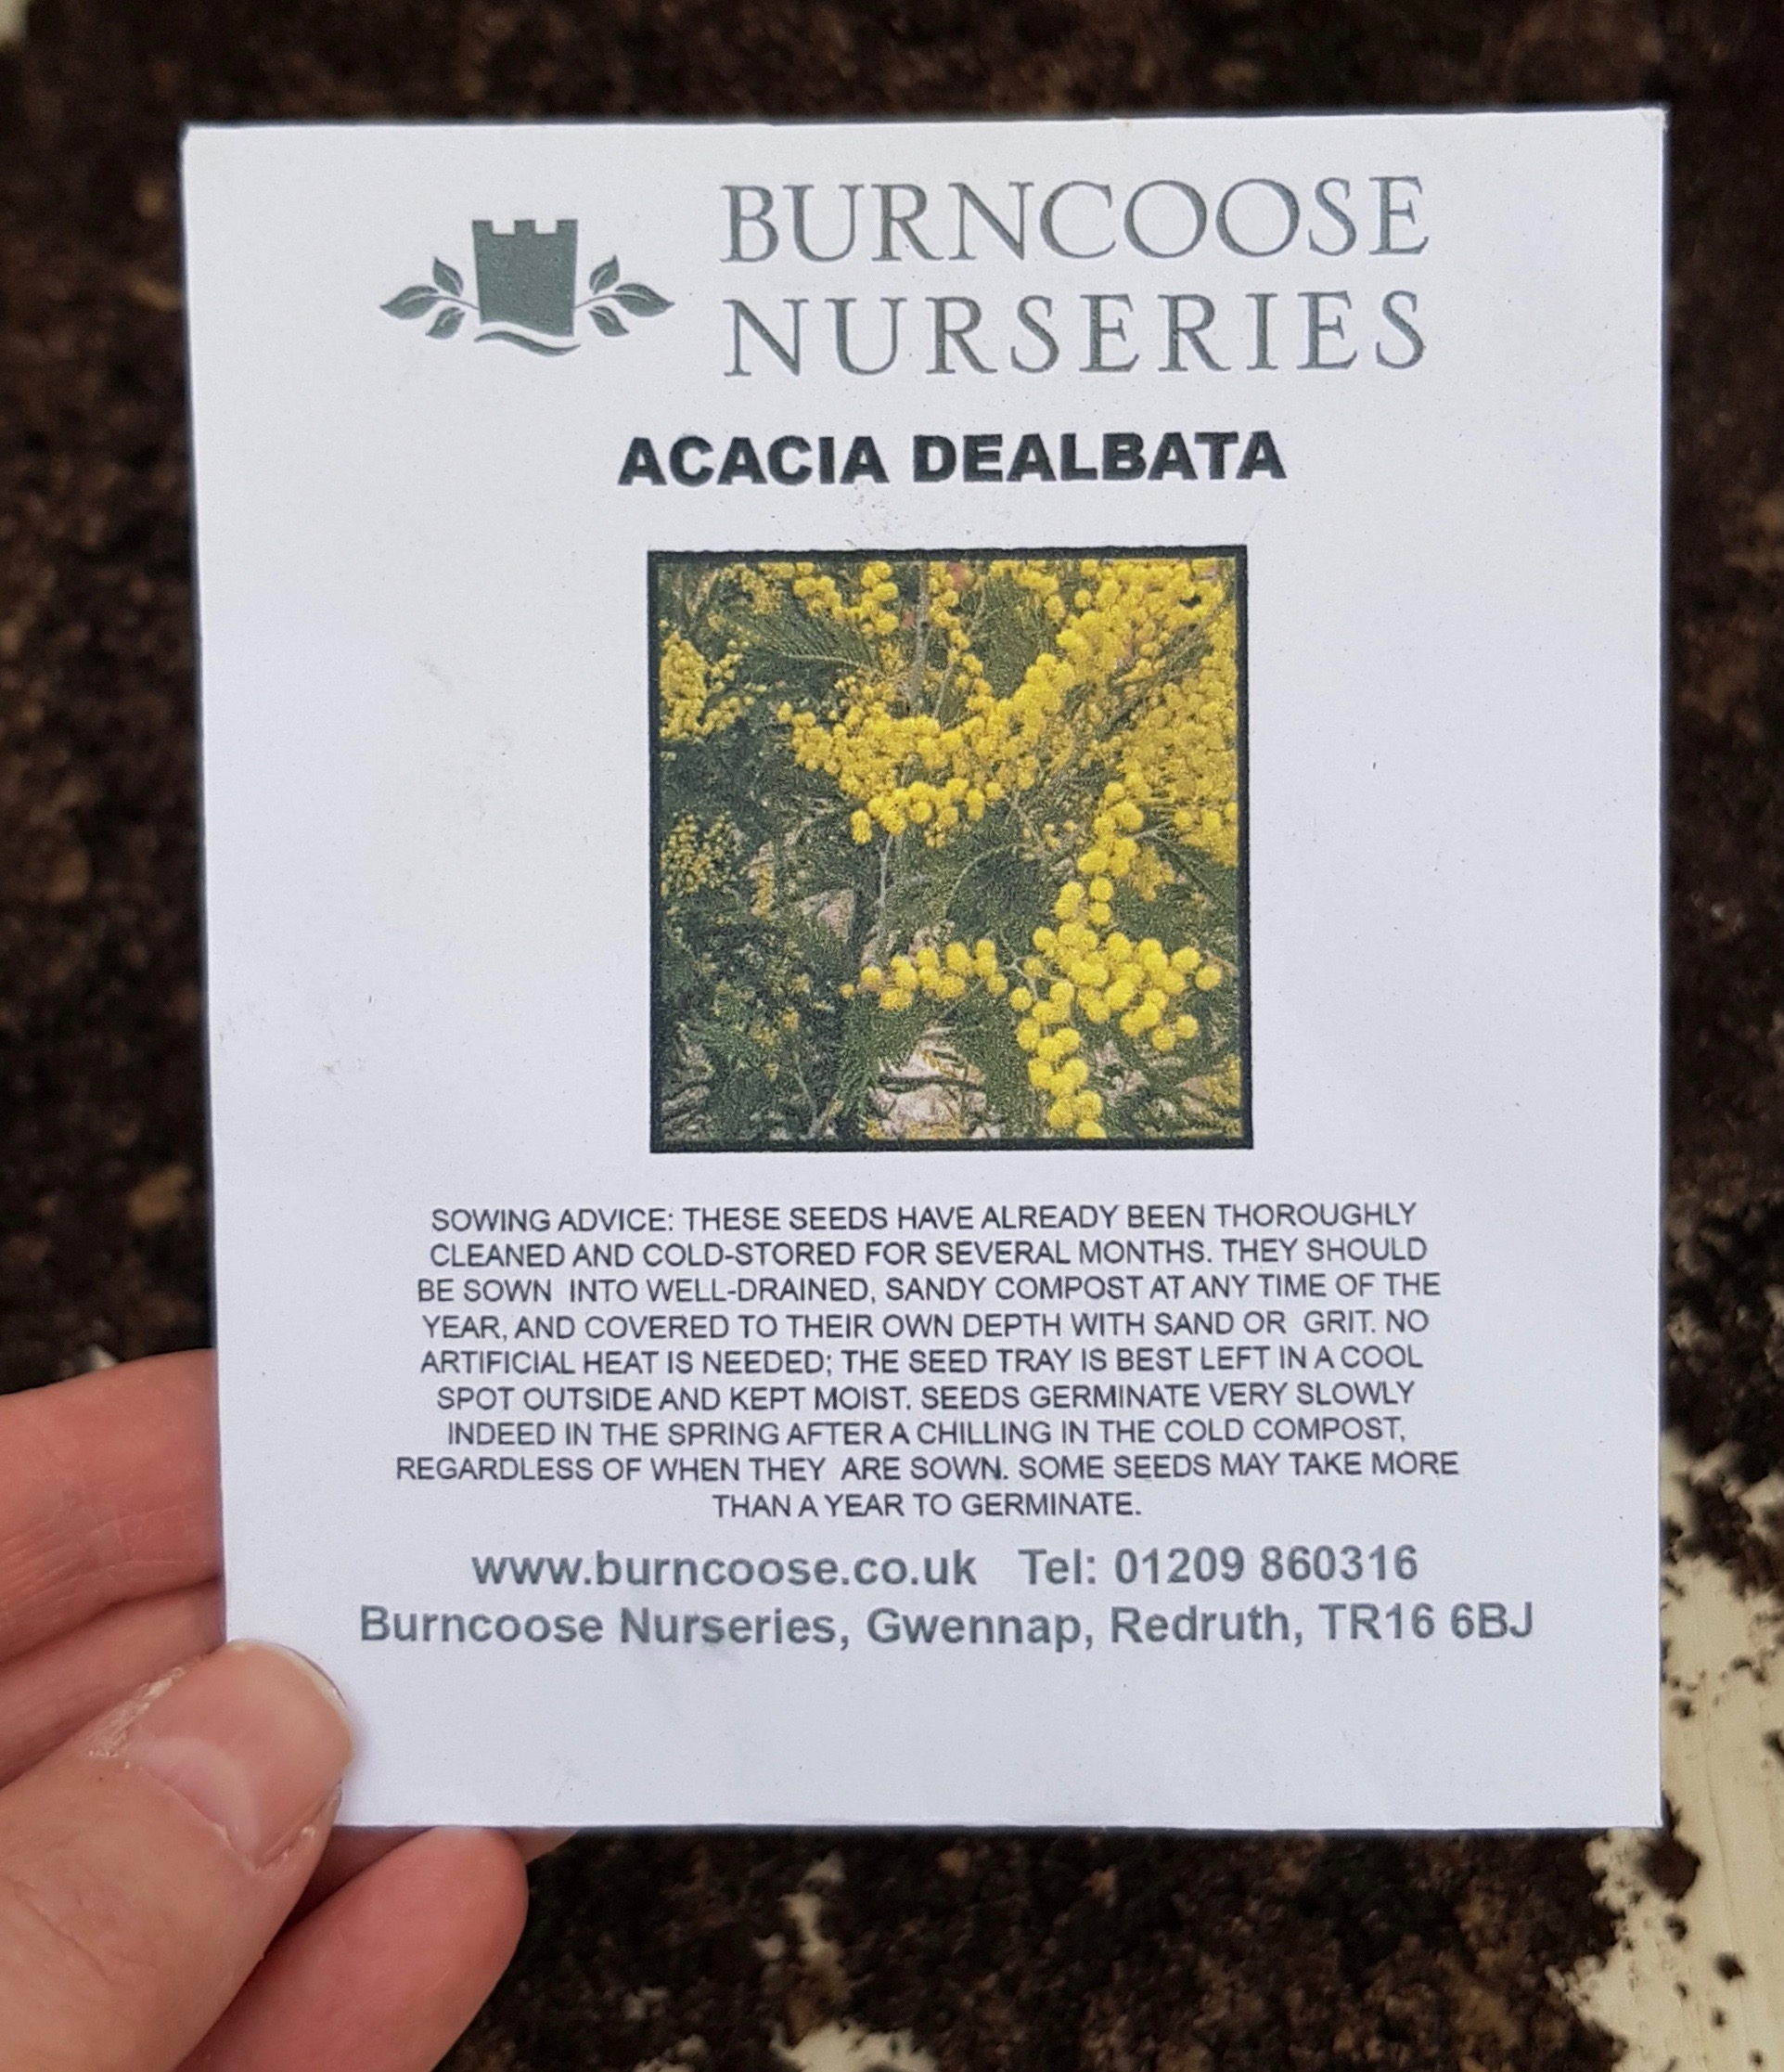 BURNCOOSE
NURSERIES
ACACIA DEALBATA
SOWING ADVICE: THESE SEEDS HAVE ALREADY BEEN THOROUGHLY
CLEANED AND COLD-STORED FOR SEVERAL MONTHS. THEY SHOULD
BE SOWN INTO WELL-DRAINED, SANDY COMPOST AT ANY TIME OF THE
YEAR, AND COVERED TO THEIR OWN DEPTH WITH SAND OR GRIT. NO
ARTIFICIAL HEAT IS NEEDED; THE SEED TRAY IS BEST LEFT IN A COOL
SPOT OUTSIDE AND KEPT MOIST. SEEDS GERMINATE VERY SLOWLY
INDEED IN THE SPRING AFTER A CHILLING IN THE COLD COMPOST,
REGARDLESS OF WHEN THEY ARE SOWN. SOME SEEDS MAY TAKE MORE
THAN A YEAR TO GERMINATE.
www.burncoose.co.uk Tel: 01209 860316
Burncoose Nurseries, Gwennap, Redruth, TR16 6BJ